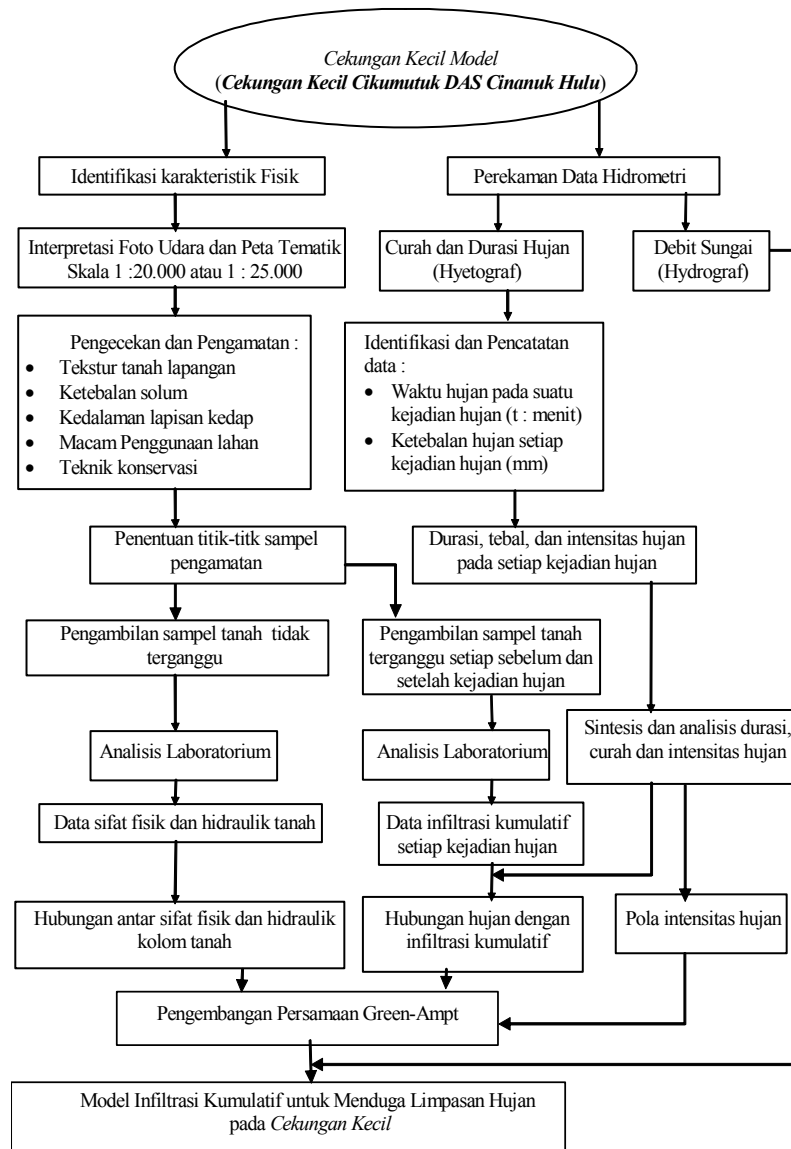 Cekungan Kecil Model
(Cekungan Kecil Cikumutuk DAS Cinanuk Hulu)
Identifikasi karakteristik Fisik
Perekaman Data Hidrometri
Interpretasi Foto Udara dan Peta Tematik
Skala 1 :20.000 atau 1 : 25.000
Curah dan Durasi Hujan
(Hyetograf)
Debit Sungai
(Hydrograf)
Pengecekan dan Pengamatan :
• Tekstur tanah lapangan
• Ketebalan solum
• Kedalaman lapisan kedap
• Macam Penggunaan lahan
• Teknik konservasi
Identifikasi dan Pencatatan
data :
• Waktu hujan pada suatu
kejadian hujan (t : menit)
• Ketebalan hujan setiap
kejadian hujan (mm)
Penentuan titik-titk sampel
pengamatan
Durasi, tebal, dan intensitas hujan
pada setiap kejadian hujan
Pengambilan sampel tanah tidak
terganggu
Pengambilan sampel tanah
terganggu setiap sebelum dan
setelah kejadian hujan
Sintesis dan analisis durasi,
curah dan intensitas hujan
Analisis Laboratorium
Analisis Laboratorium
Data sifat fisik dan hidraulik tanah
Data infiltrasi kumulatif
setiap kejadian hujan
Hubungan antar sifat fisik dan hidraulik
kolom tanah
Hubungan hujan dengan
infiltrasi kumulatif
Pola intensitas hujan
Pengembangan Persamaan Green-Ampt
Model Infiltrasi Kumulatif untuk Menduga Limpasan Hujan
pada Cekungan Kecil